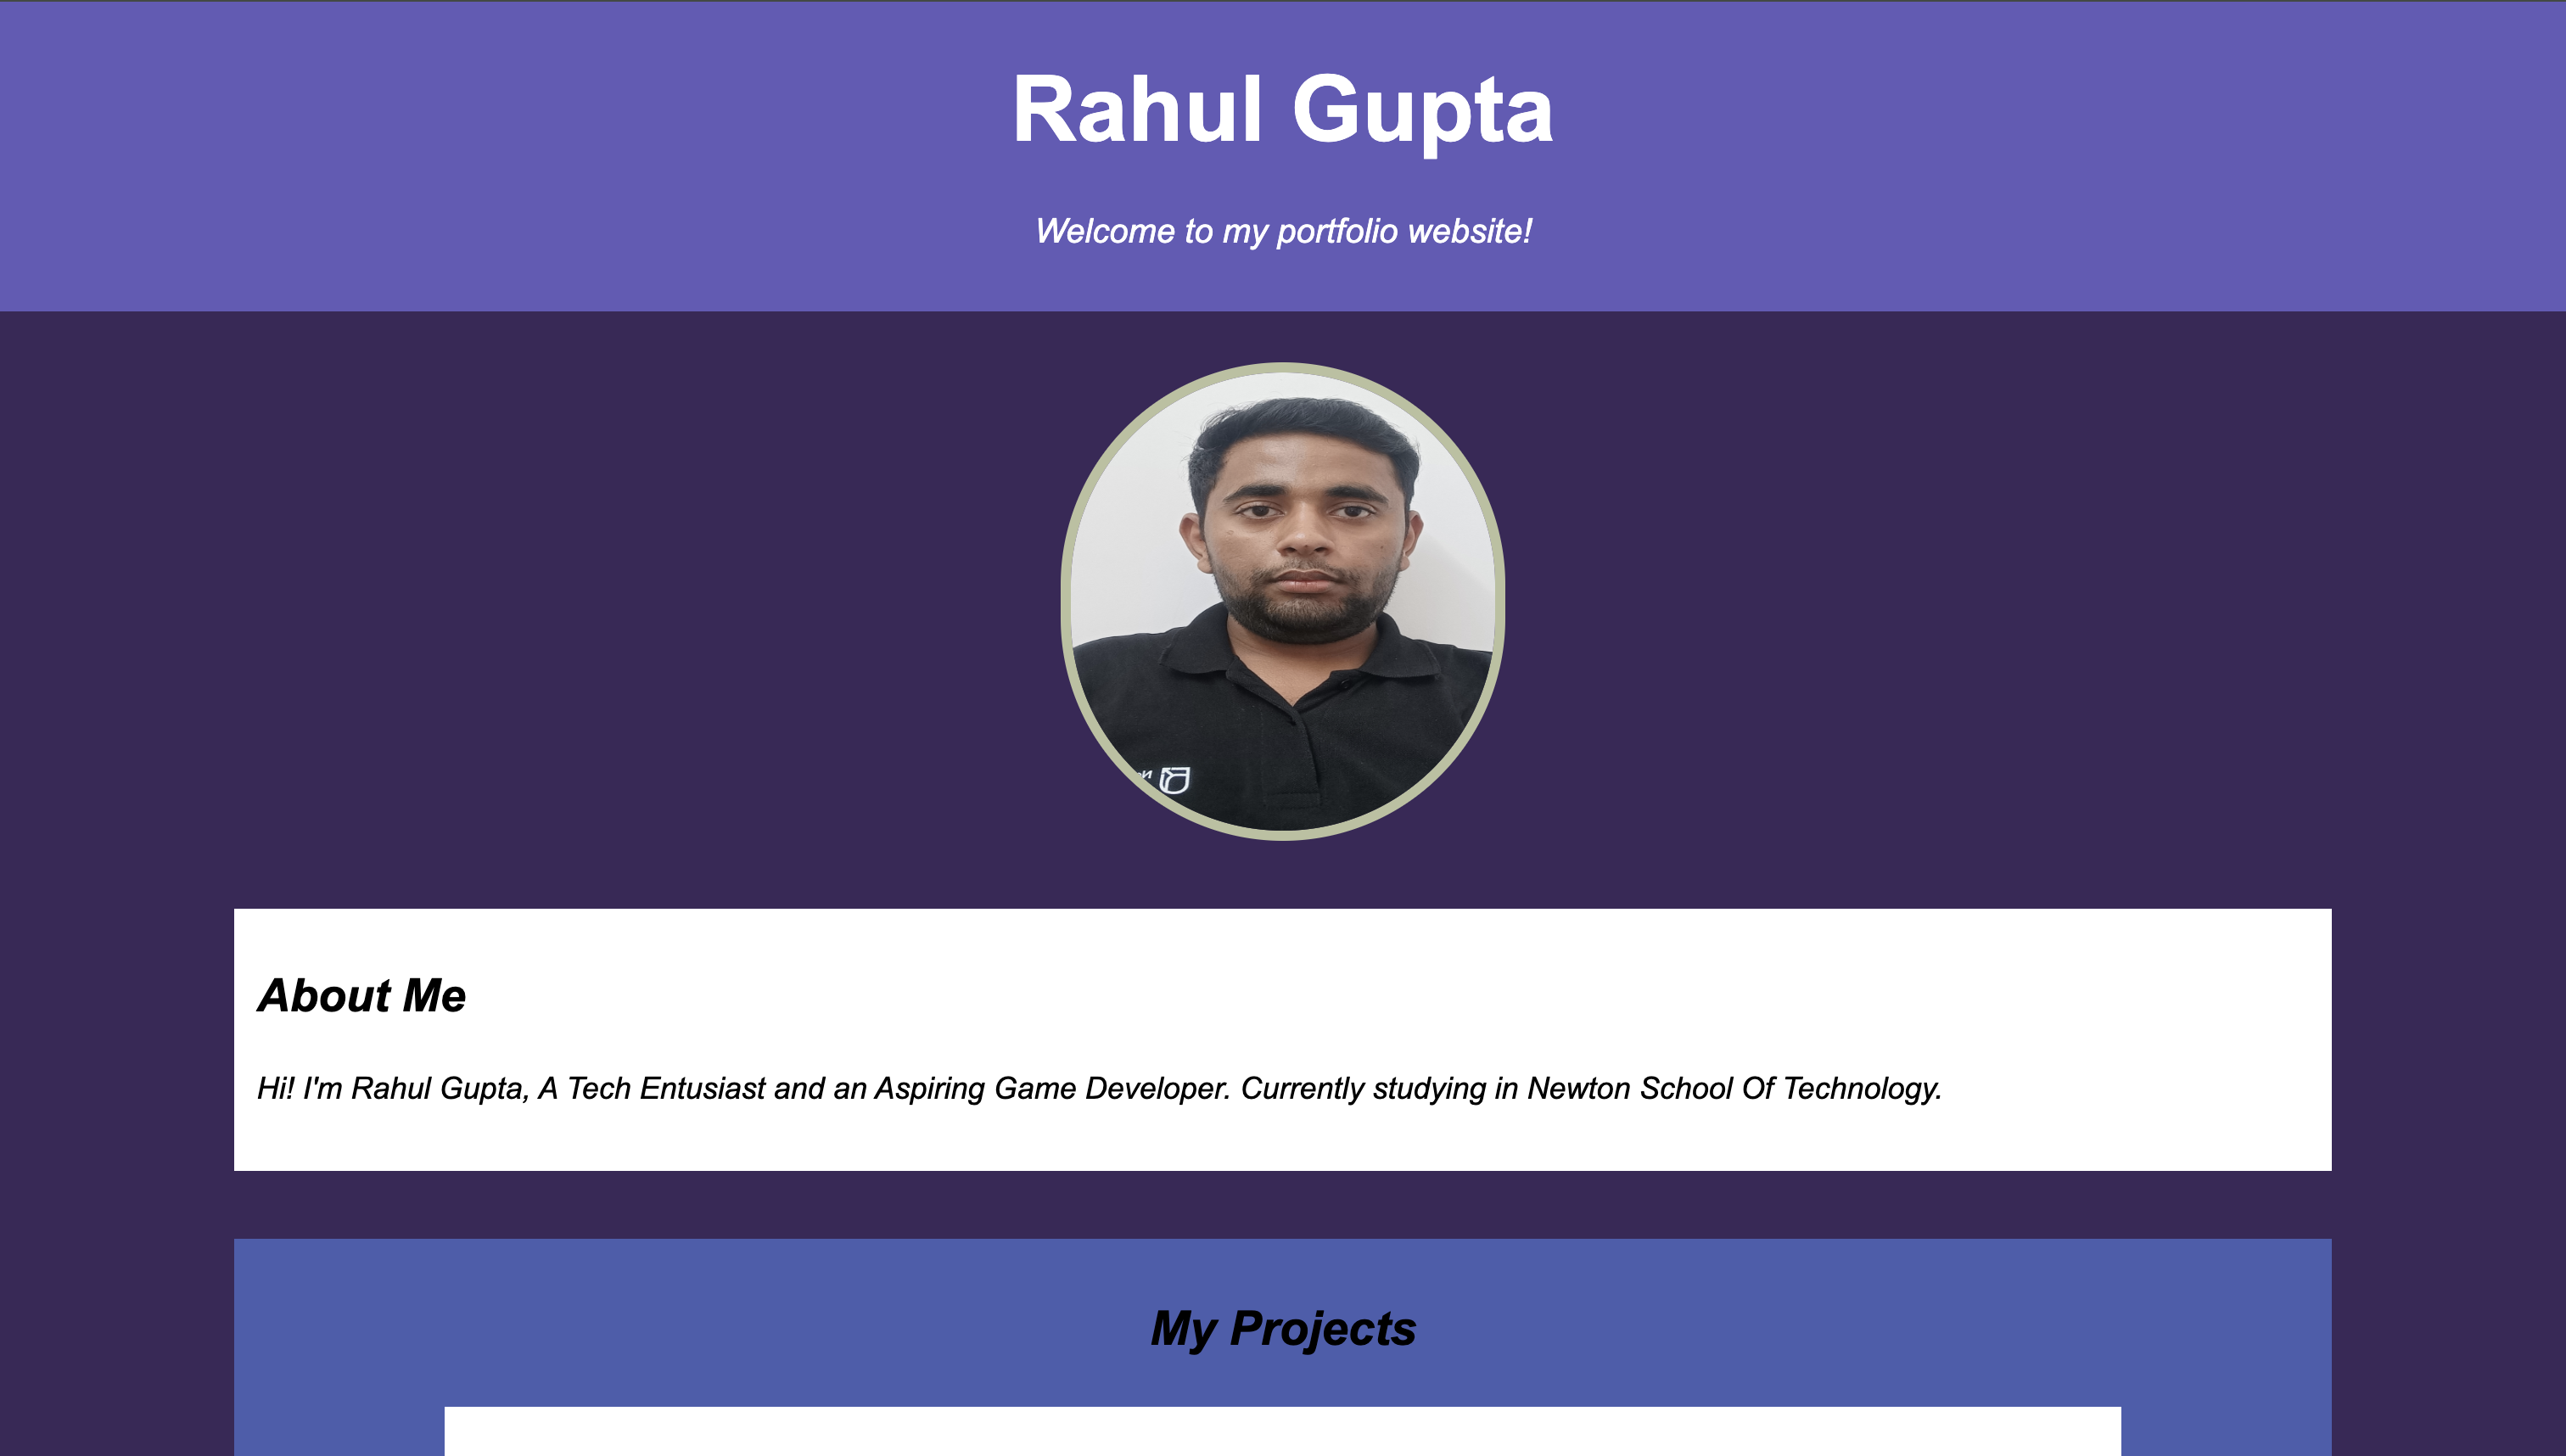 Rahul Gupta
Welcome to my portfolio website!
About Me
Hi! I'm Rahul Gupta, A Tech Entusiast and an Aspiring Game Developer. Currently studying in Newton School Of Technology.
My Projects